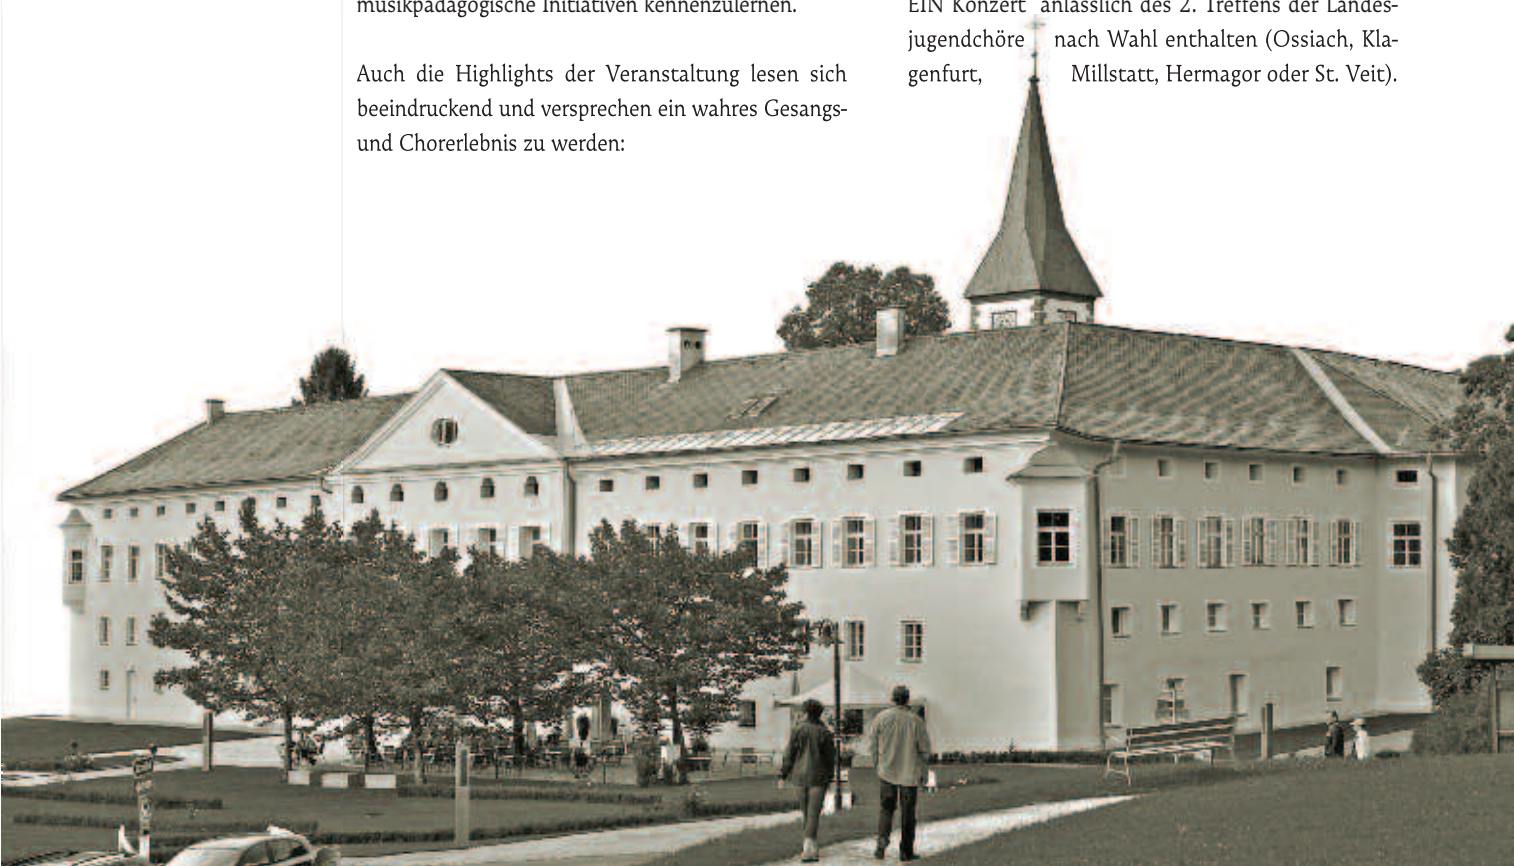 musikpädagogische Initiativen kennenzulernen.
Auch die Highlights der Veranstaltung lesen sich
beeindruckend und versprechen ein wahres Gesangs-
und Chorerlebnis zu werden:
EIN Konzert anlässlich des 2. Treffens der Landes-
jugendchöre nach Wahl enthalten (Ossiach, Kla-
genfurt, Millstatt, Hermagor oder St. Veit).